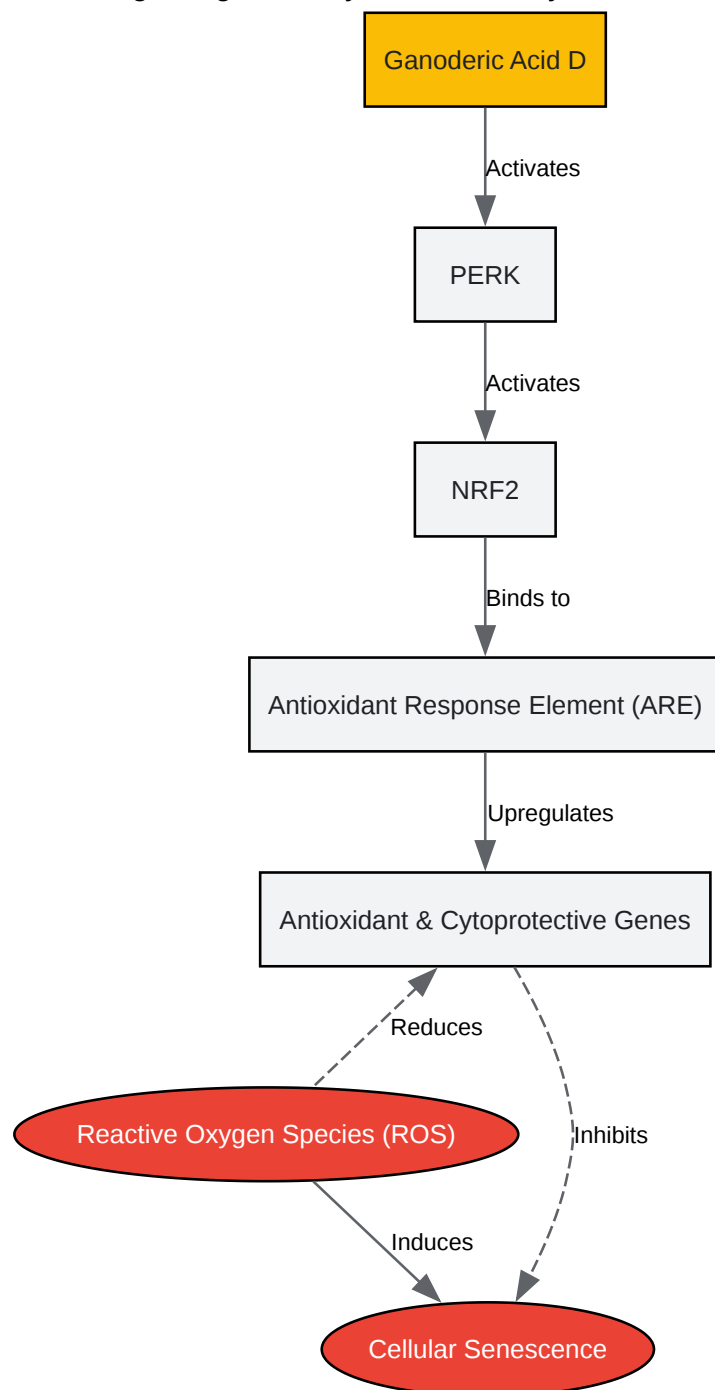 Ganoderic Acid D
Activates
PERK
Activates
NRF2
Binds to
Antioxidant Response Element (ARE)
Upregulates
Antioxidant & Cytoprotective Genes
Reduces
Reactive Oxygen Species (ROS)
Inhibits
Induces
Cellular Senescence